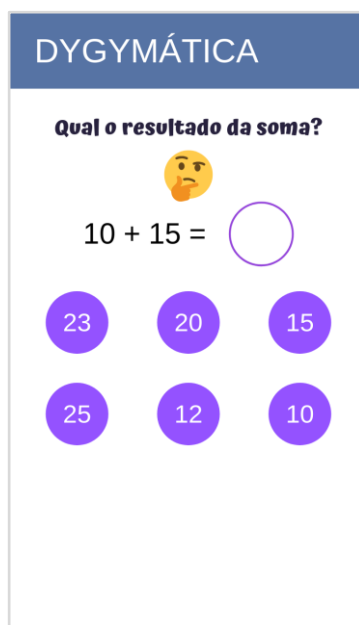 DYGYMÁTICA
Qual o resultado da soma?
10 + 15 =
23 20 15
25 12 10